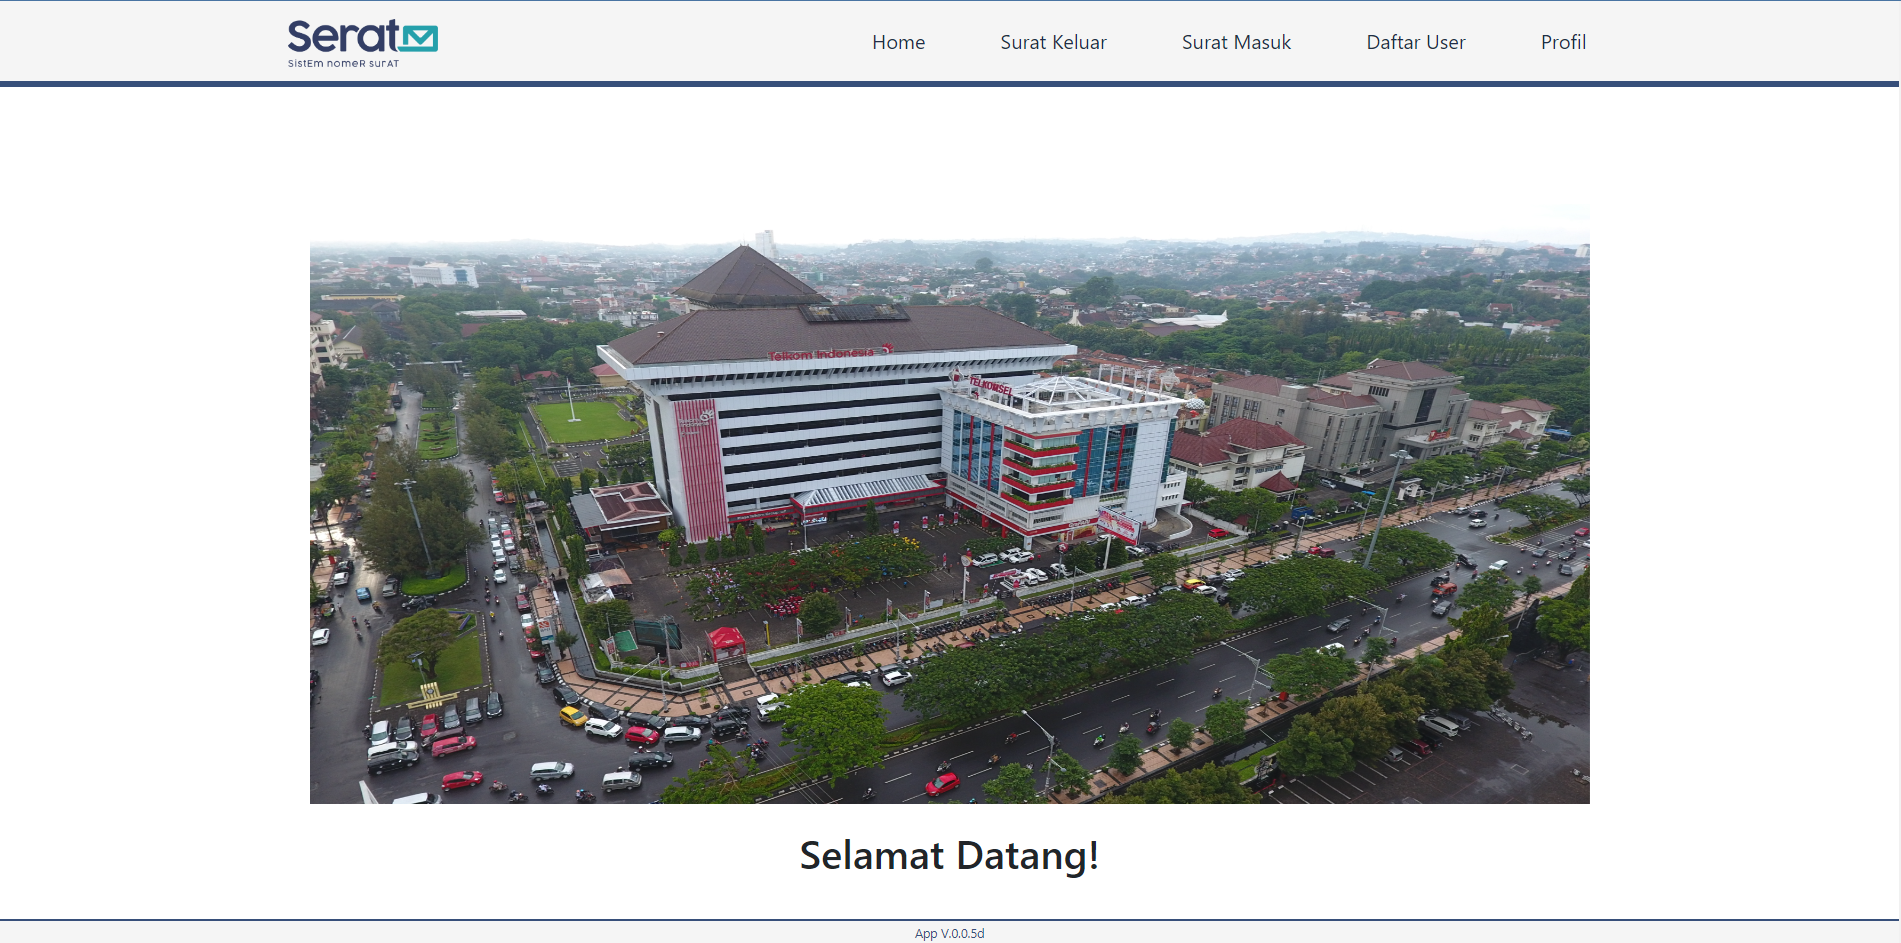 Serat
SistEm nomeR surAT
Home
Surat Keluar
Surat Masuk
Daftar User
Profil
Telkom Indonesia
TELKOMSEL
Selamat Datang!
App V.0.0.5d